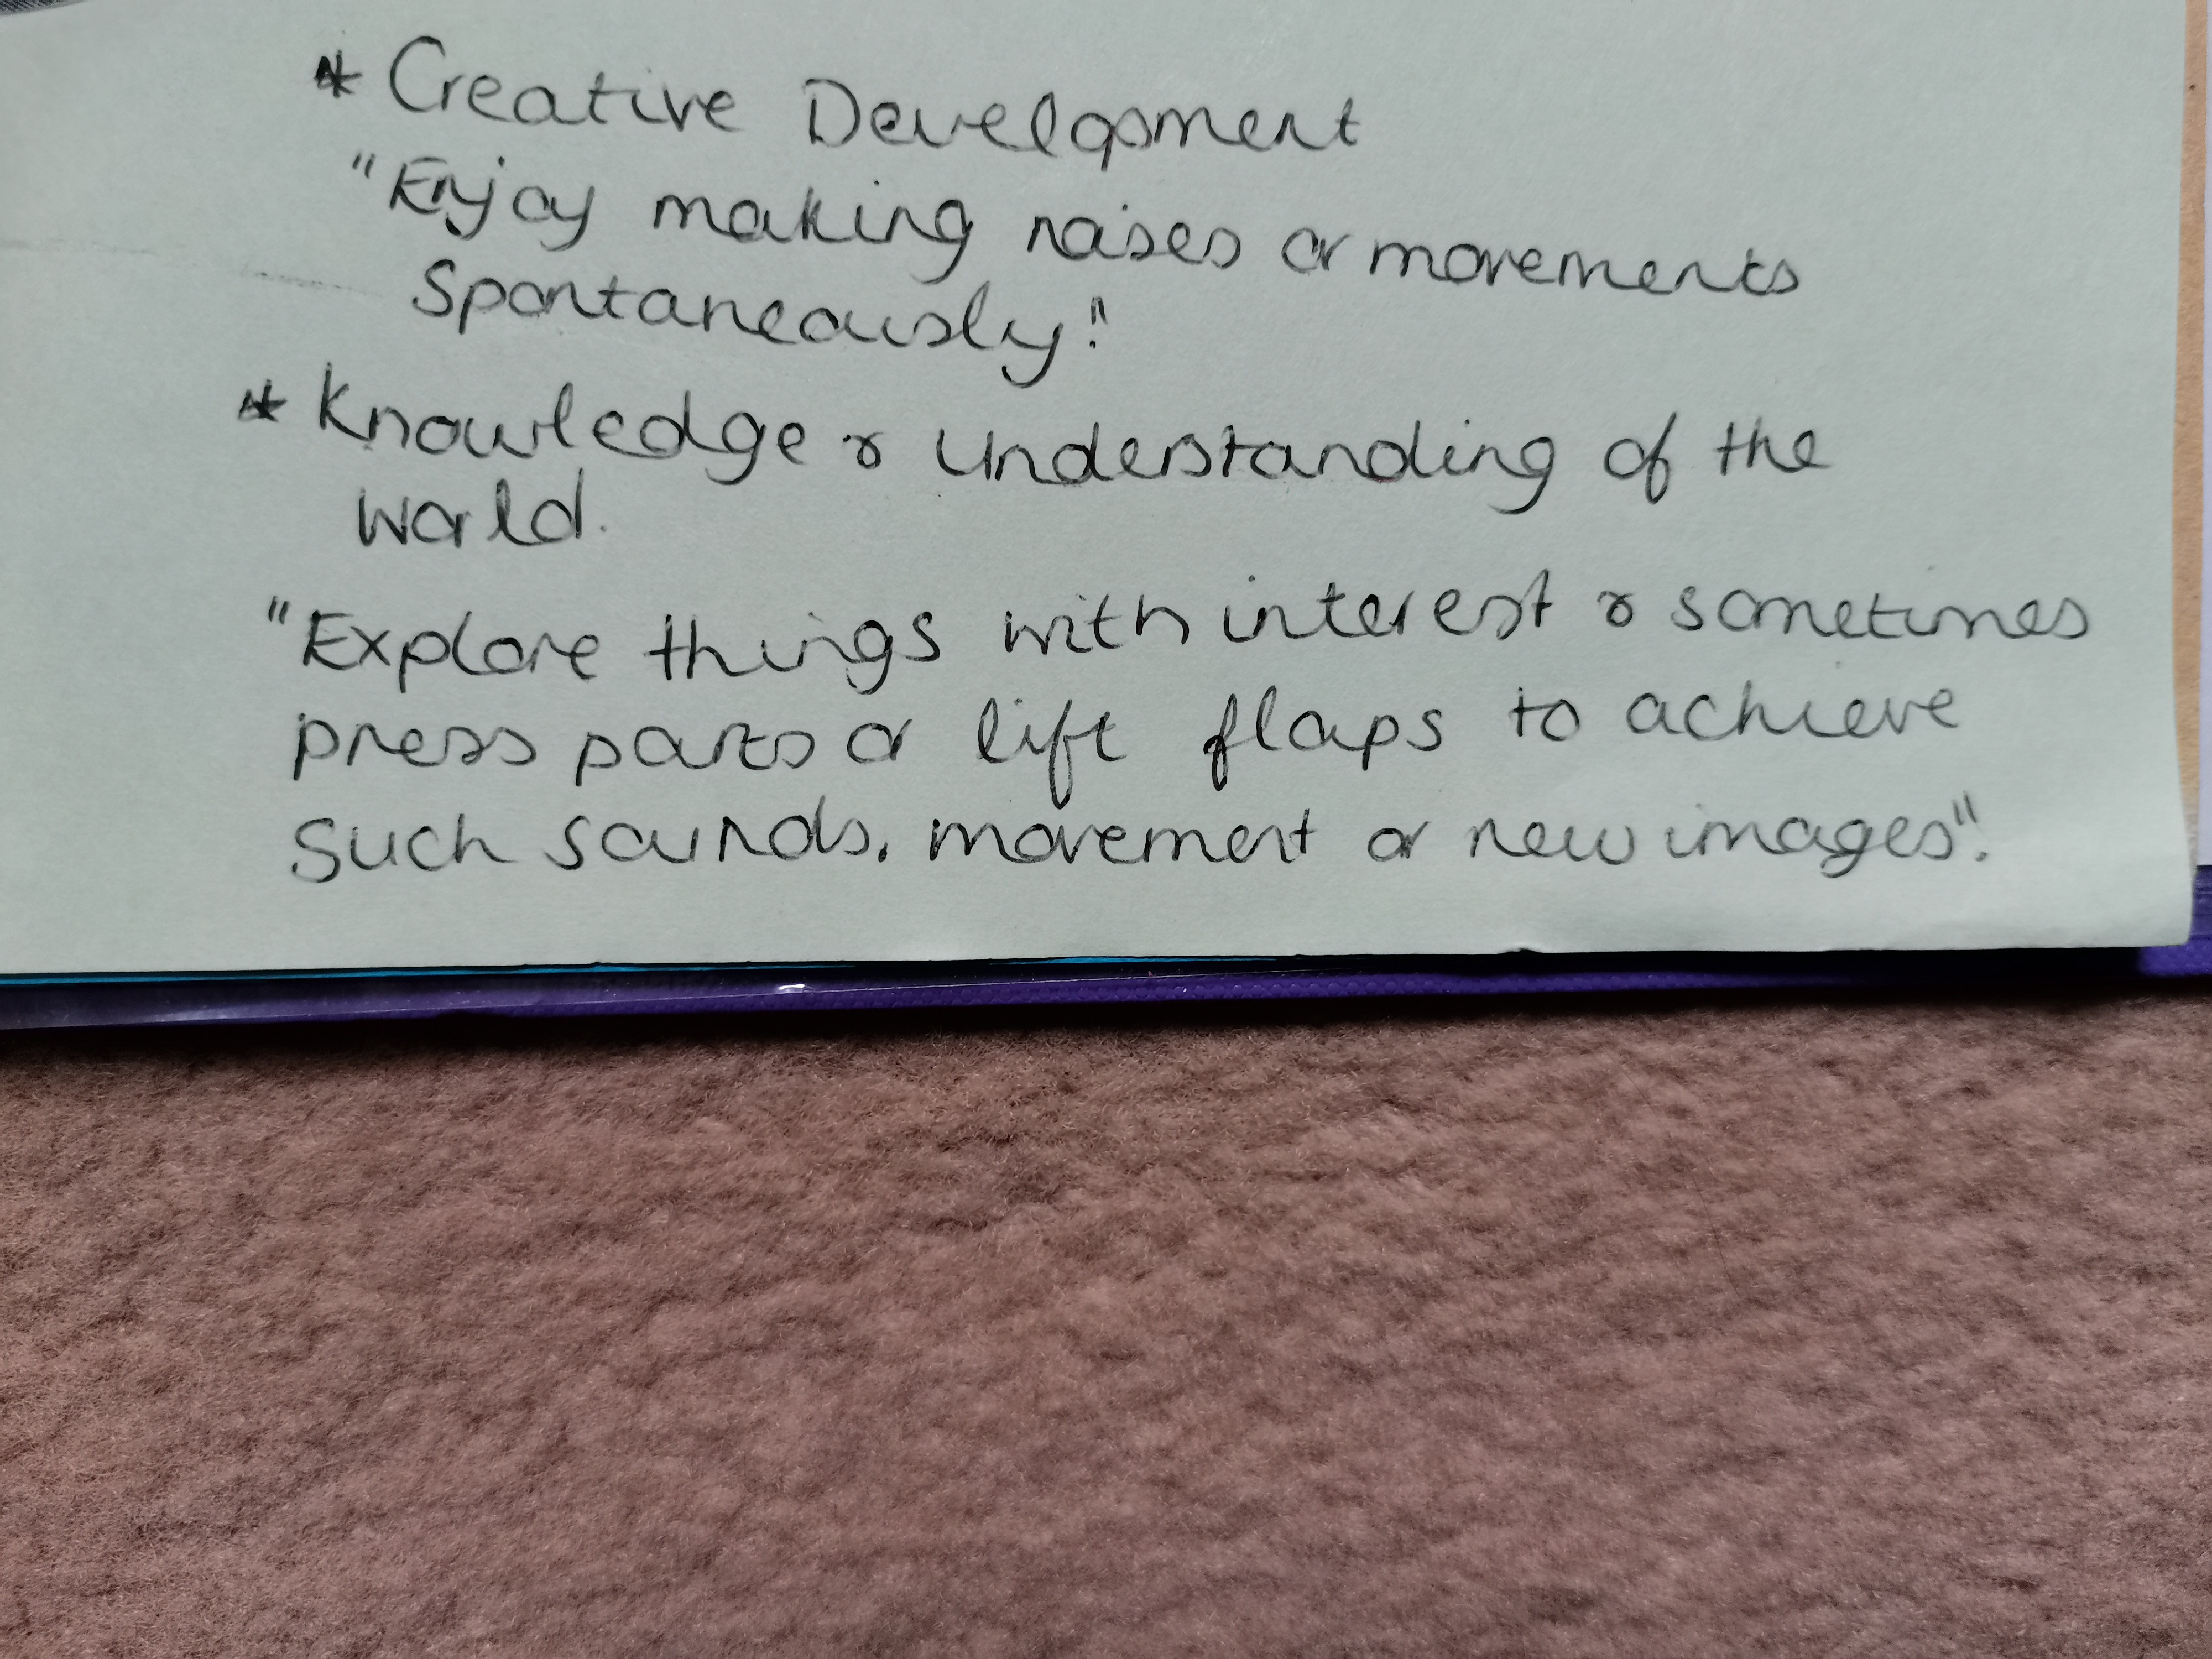 * Creative Development
"Enjoy making noises or movements
Spontaneously."
* Knowledge & Understanding of the
World.
"Explore things with interest & sometimes
press parts or lift flaps to achieve
Such sounds, movement or new images".